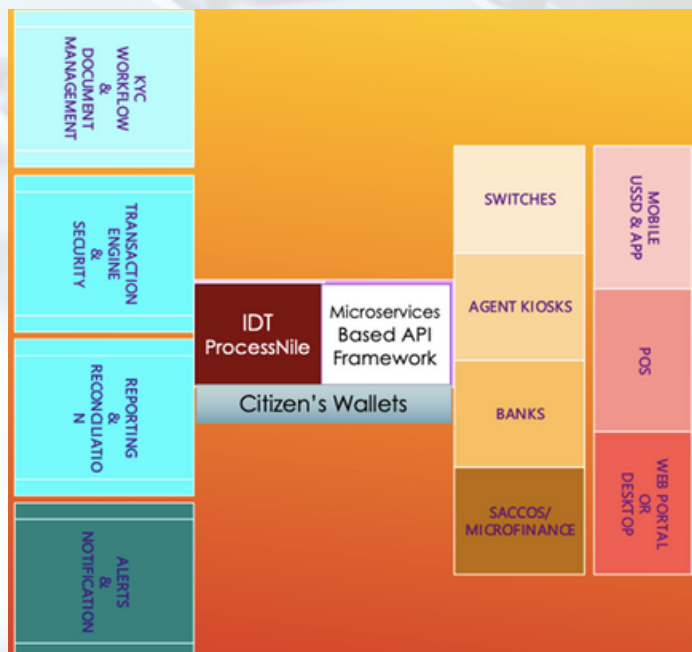 KYC
WORKFLOW
&
DOCUMENT
MANAGEMENT
TRANSACTION
ENGINE
&
SECURITY
REPORTING
&
RECONCILIATIO
N
ALERTS
&
NOTIFICATION
IDT
ProcessNile
Microservices
Based API
Framework
Citizen's Wallets
SWITCHES
AGENT KIOSKS
BANKS
SACCOS/
MICROFINANCE
MOBILE
USSD & APP
POS
WEB PORTAL
OR
DESKTOP